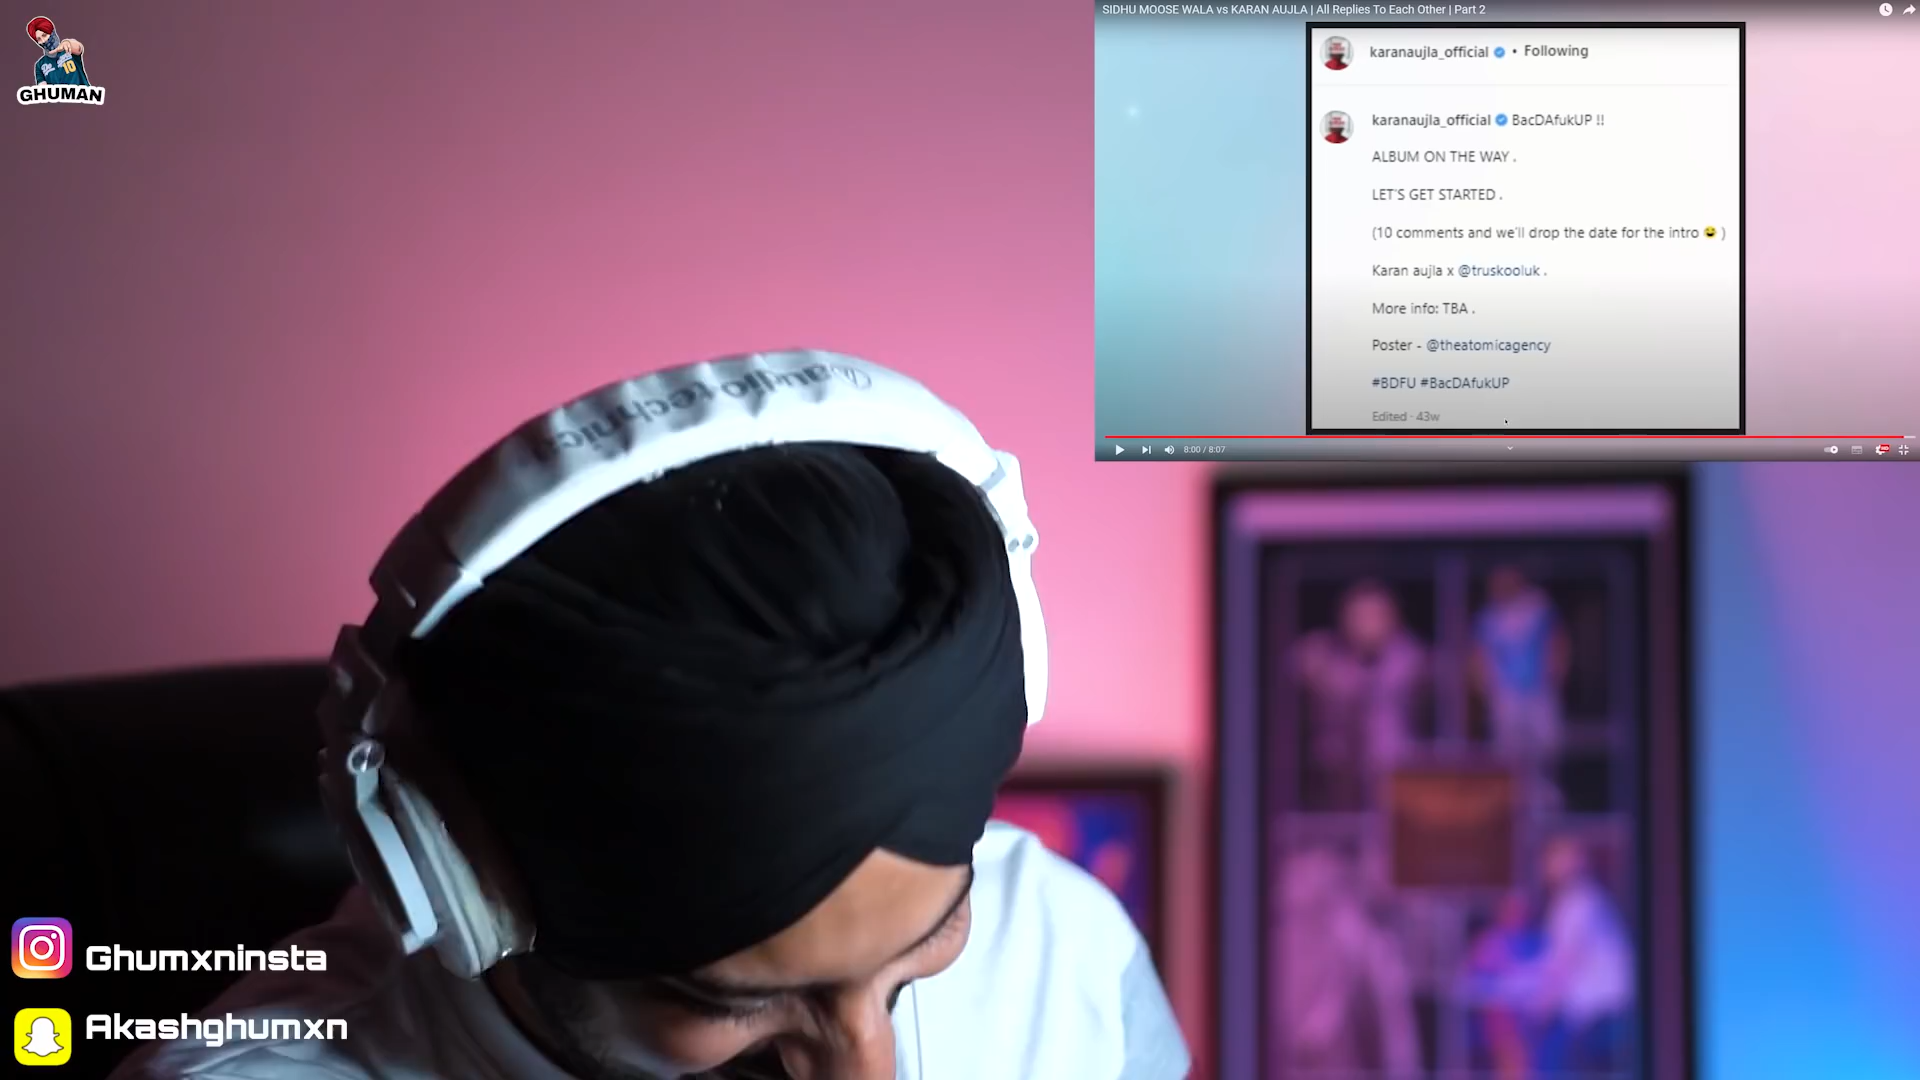 GHUMAN
SIDHU MOOSE WALA vs KARAN AUJLA | All Replies To Each Other | Part 2
karanaujla_official • Following
karanaujla_official BacDAfukUP !!
ALBUM ON THE WAY .
LET'S GET STARTED .
(10 comments and we'll drop the date for the intro 😂 )
Karan aujla x @truskooluk .
More info: TBA .
Poster - @theatomicagency
#BDFU #BacDAfukUP
Edited · 43w
8:00 / 8:07
audio-technica
Ghumxninsta
Akashghumxn